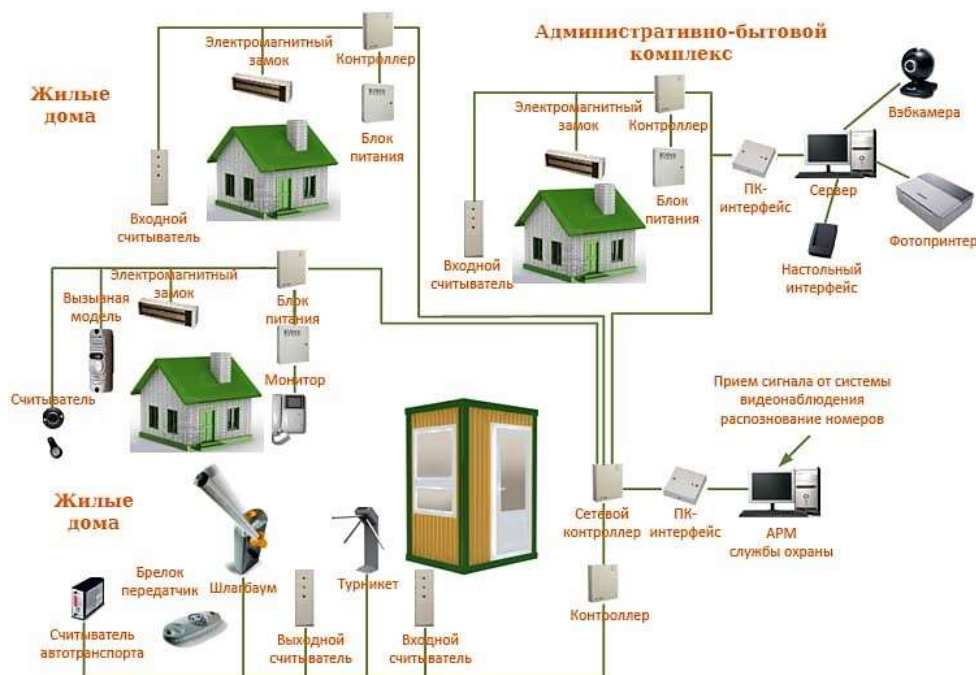 Административно-бытовой
комплекс
Электромагнитный
замок
Контроллер
Жилые
дома
Блок
питания
Входной
считыватель
Электромагнитный
замок
Контроллер
Блок
питания
Входной
считыватель
ПК-
интерфейс
Сервер
Вэбкамера
Фотопринтер
Настольный
интерфейс
Электромагнитный
замок
Вызывная
модель
Блок
питания
Считыватель
Монитор
Прием сигнала от системы
видеонаблюдения
распознование номеров
Жилые
дома
Сетевой
контроллер
ПК-
интерфейс
АРМ
службы охраны
Брелок
передатчик
Шлагбаум
Турникет
Контроллер
Считыватель
автотранспорта
Выходной
считыватель
Входной
считыватель